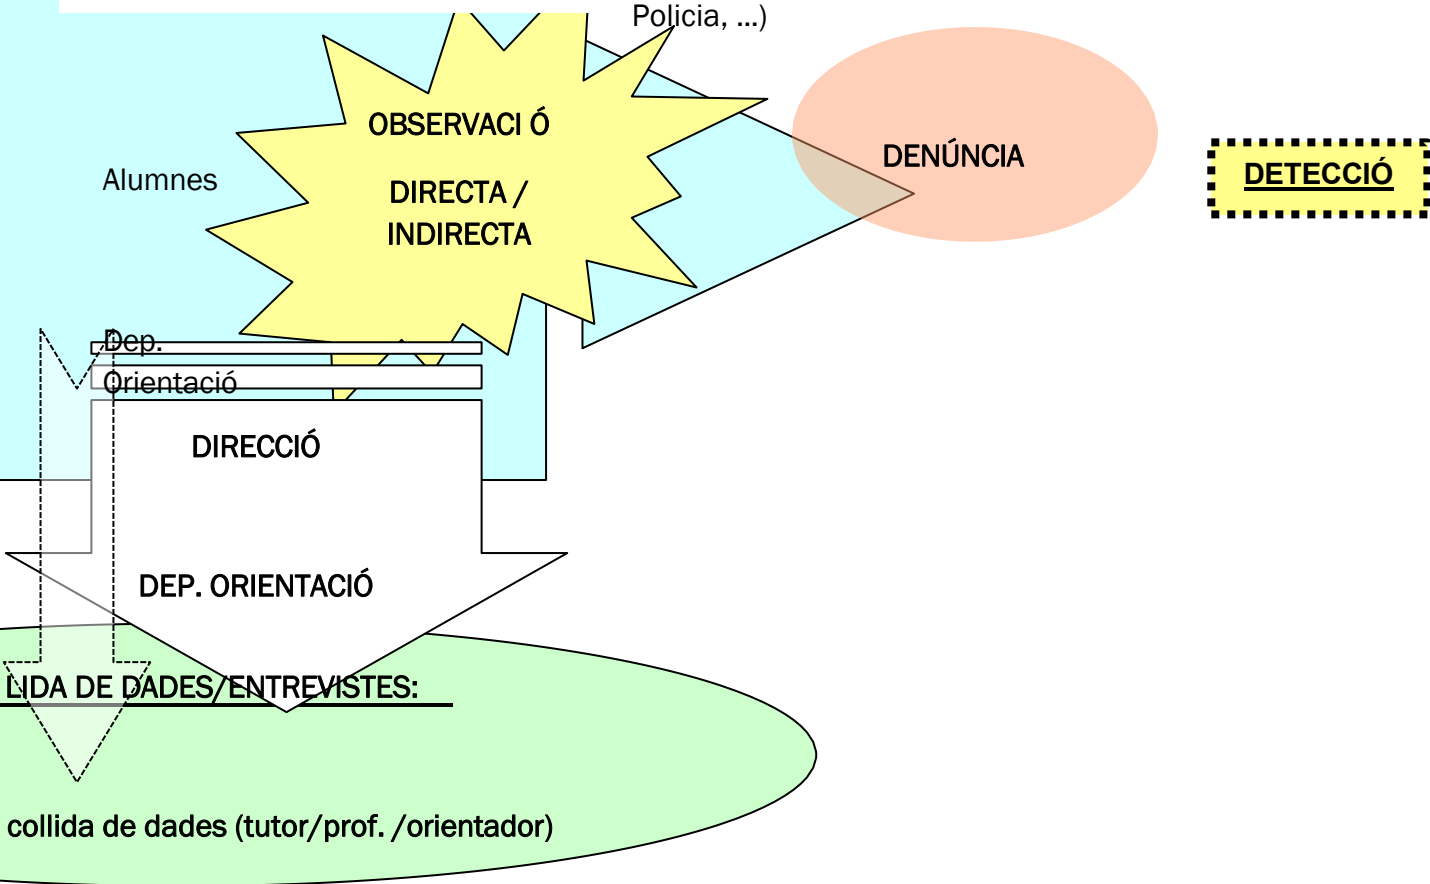 Policia, ...)
OBSERVACI Ó
DIRECTA /
INDIRECTA
Alumnes
DENÚNCIA
DETECCIÓ
Dep.
Orientació
DIRECCIÓ
DEP. ORIENTACIÓ
LIDA DE DADES/ENTREVISTES:
collida de dades (tutor/prof. /orientador)